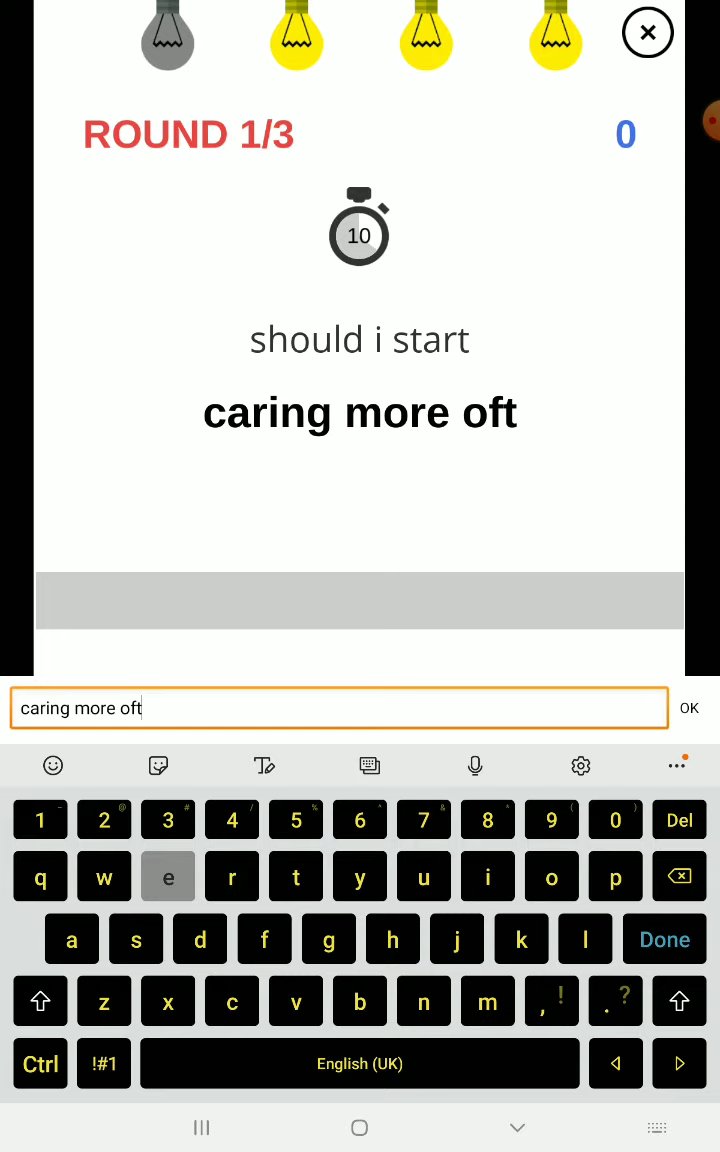 ROUND 1/3
0
10
should i start
caring more oft
caring more oft
OK
1 - 2 @ 3 # 4 / 5 % 6 ^ 7 & 8 * 9 ( 0 ) Del
q w e r t y u i o p
a s d f g h j k l Done
z x c v b n m , ! . ?
Ctrl !#1 English (UK)